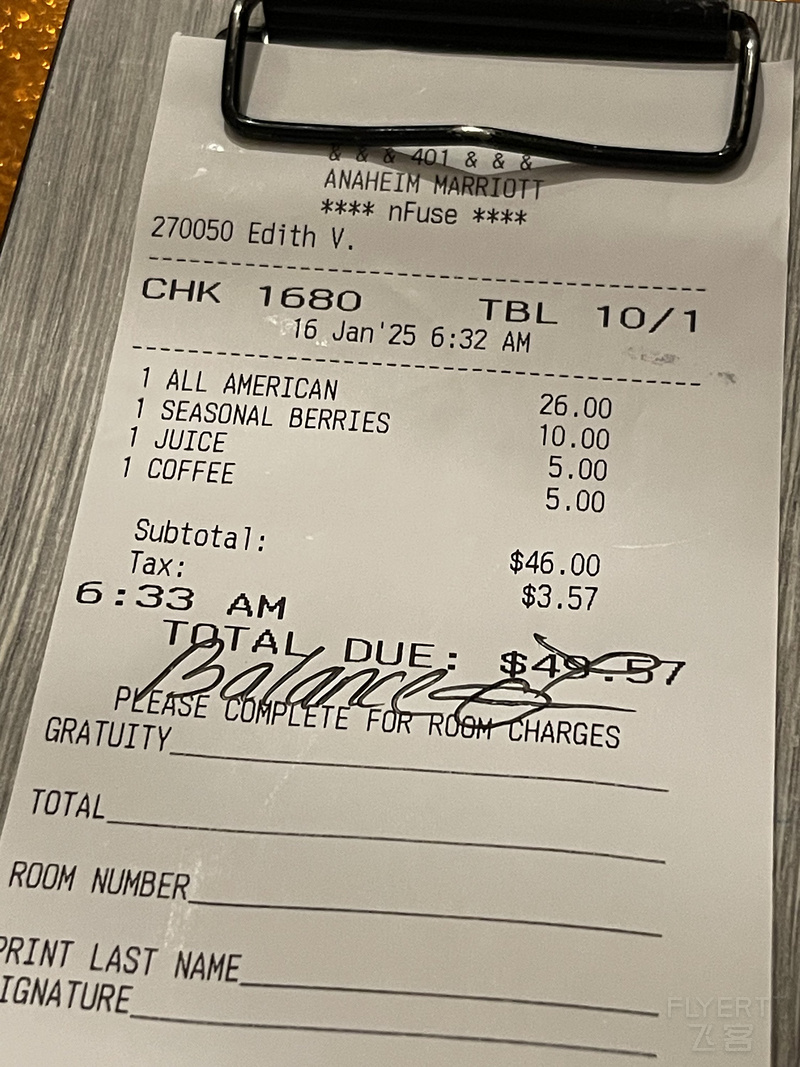 & & & 401 & & &
ANAHEIM MARRIOTT
**** nFuse ****
270050 Edith V.
CHK 1680 TBL 10/1
16 Jan'25 6:32 AM
1 ALL AMERICAN 26.00
1 SEASONAL BERRIES 10.00
1 JUICE 5.00
1 COFFEE 5.00
Subtotal: $46.00
Tax: $3.57
6:33 AM
TOTAL DUE: $49.57
Balance
PLEASE COMPLETE FOR ROOM CHARGES
GRATUITY
TOTAL
ROOM NUMBER
PRINT LAST NAME
SIGNATURE
FLYERT
飞客